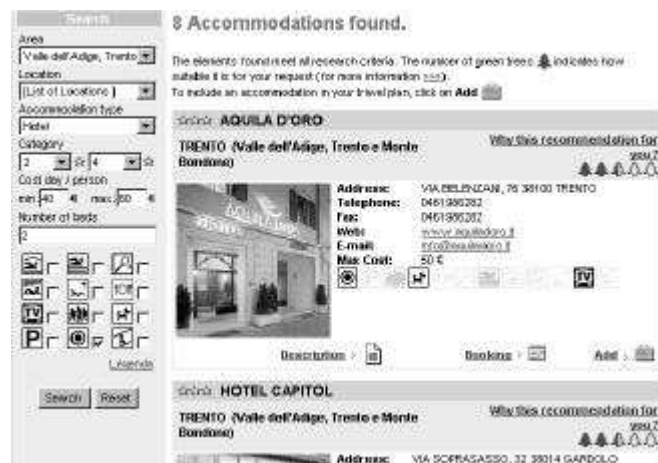 Search
Area
Valle dell'Adige, Trento
Location
(List of Locations )
Accommodation type
Hotel
Category
2 4
Cost day / person
min. 40 € max. 60 €
Number of beds
2
TV
P
Legenda
Search Reset
8 Accommodations found.
The elements found meet all research criteria. The number of green trees indicates how
suitable it is for your request (for more information >>>).
To include an accommodation in your travel plan, click on Add
AQUILA D'ORO
TRENTO (Valle dell'Adige, Trento e Monte
Bondone)
Why this recommendation for
you?
AQUILA D'ORO
Address: VIA BELENZANI, 76 38100 TRENTO
Telephone: 0461986282
Fax: 0461986282
Web: www.aquiladoro.it
E-mail: info@aquiladoro.it
Max Cost: 50 €
TV
Description > Booking > Add >
HOTEL CAPITOL
TRENTO (Valle dell'Adige, Trento e Monte
Bondone)
Why this recommendation for
you?
Address: VIA SOPRASASSO, 32 38014 GARDOLO